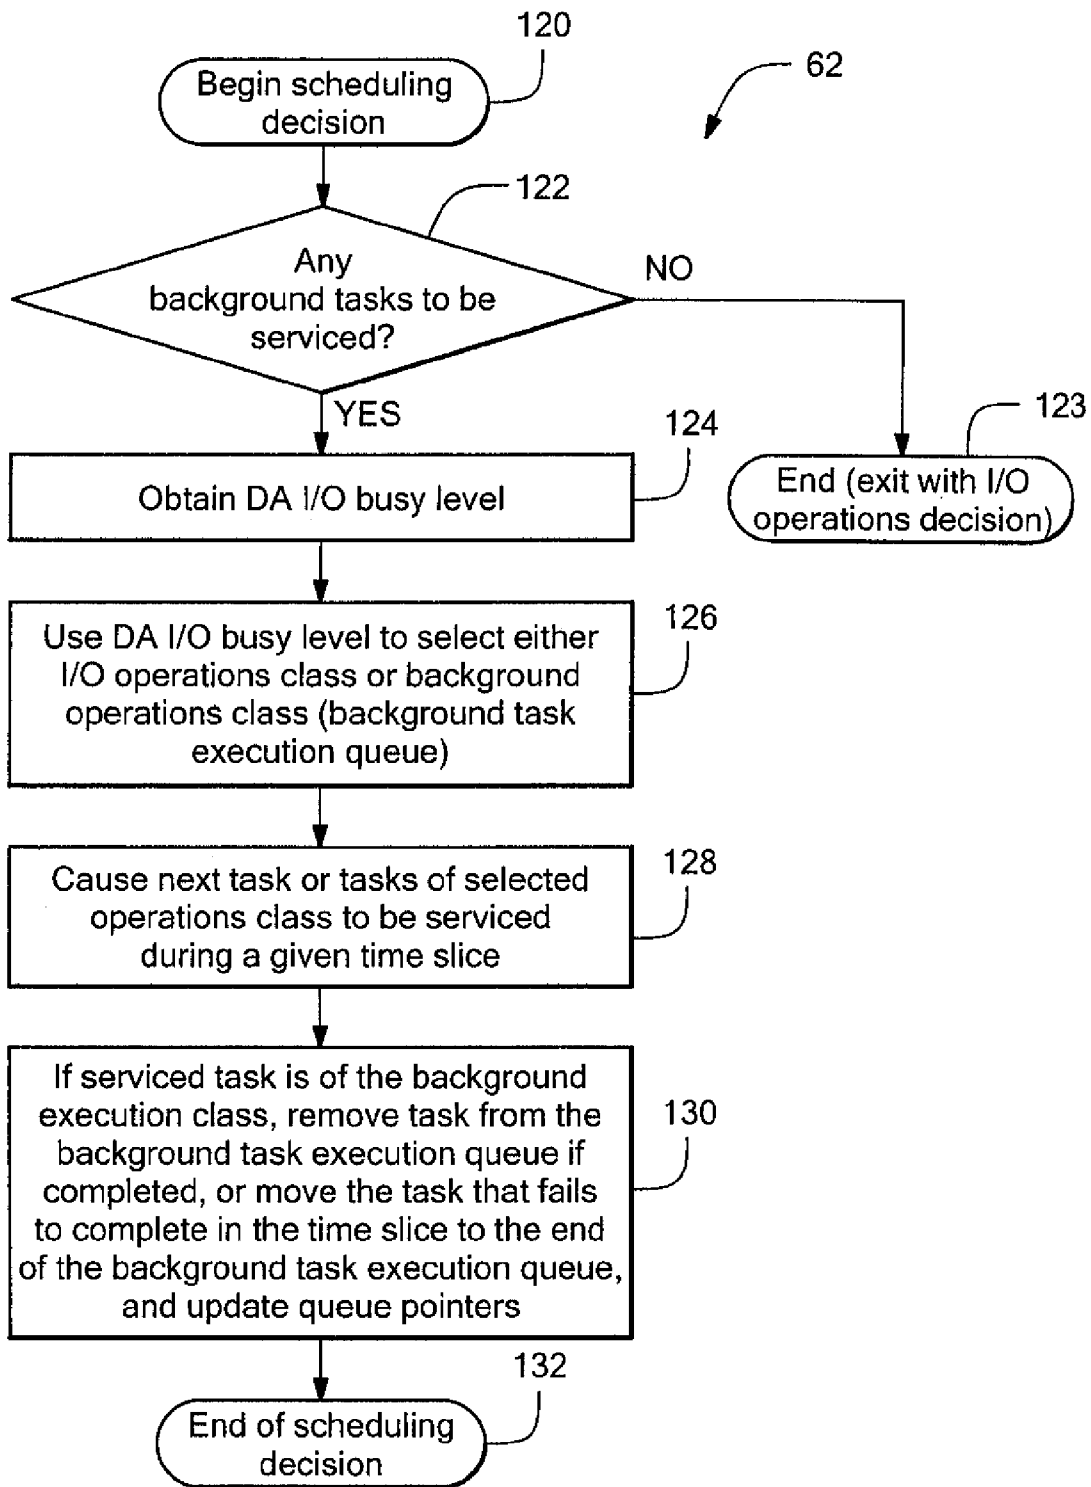 120
Begin scheduling
decision
62
122
Any
background tasks to be
serviced?
NO
YES
123
End (exit with I/O
operations decision)
124
Obtain DA I/O busy level
126
Use DA I/O busy level to select either
I/O operations class or background
operations class (background task
execution queue)
128
Cause next task or tasks of selected
operations class to be serviced
during a given time slice
130
If serviced task is of the background
execution class, remove task from the
background task execution queue if
completed, or move the task that fails
to complete in the time slice to the end
of the background task execution queue,
and update queue pointers
132
End of scheduling
decision